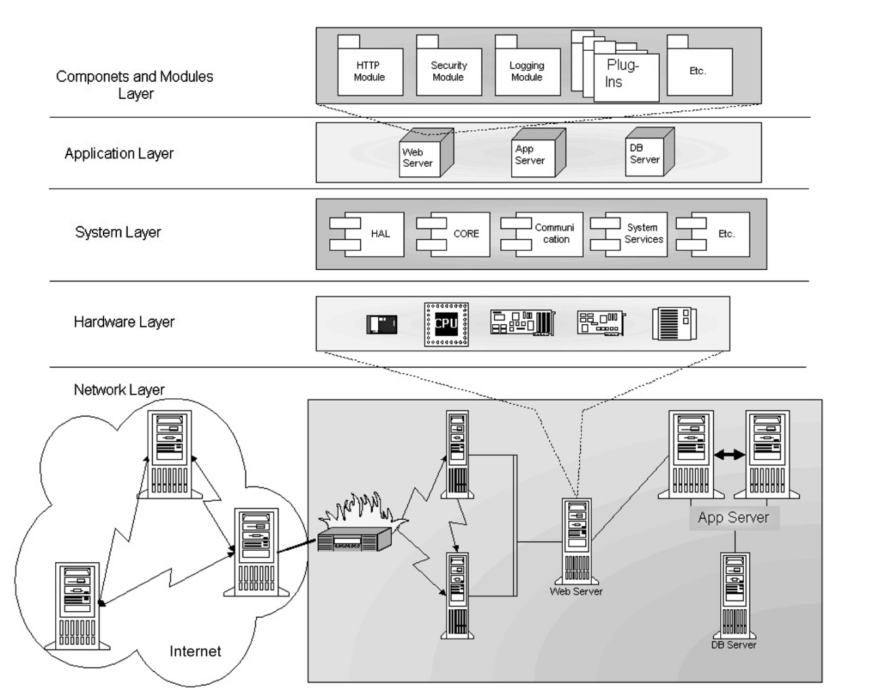 Componets and Modules
Layer
HTTP
Module
Security
Module
Logging
Module
Plug-
Ins
Etc.
Application Layer
Web
Server
App
Server
DB
Server
System Layer
HAL
CORE
Communi
cation
System
Services
Etc.
Hardware Layer
CPU
Network Layer
Internet
Web Server
App Server
DB Server